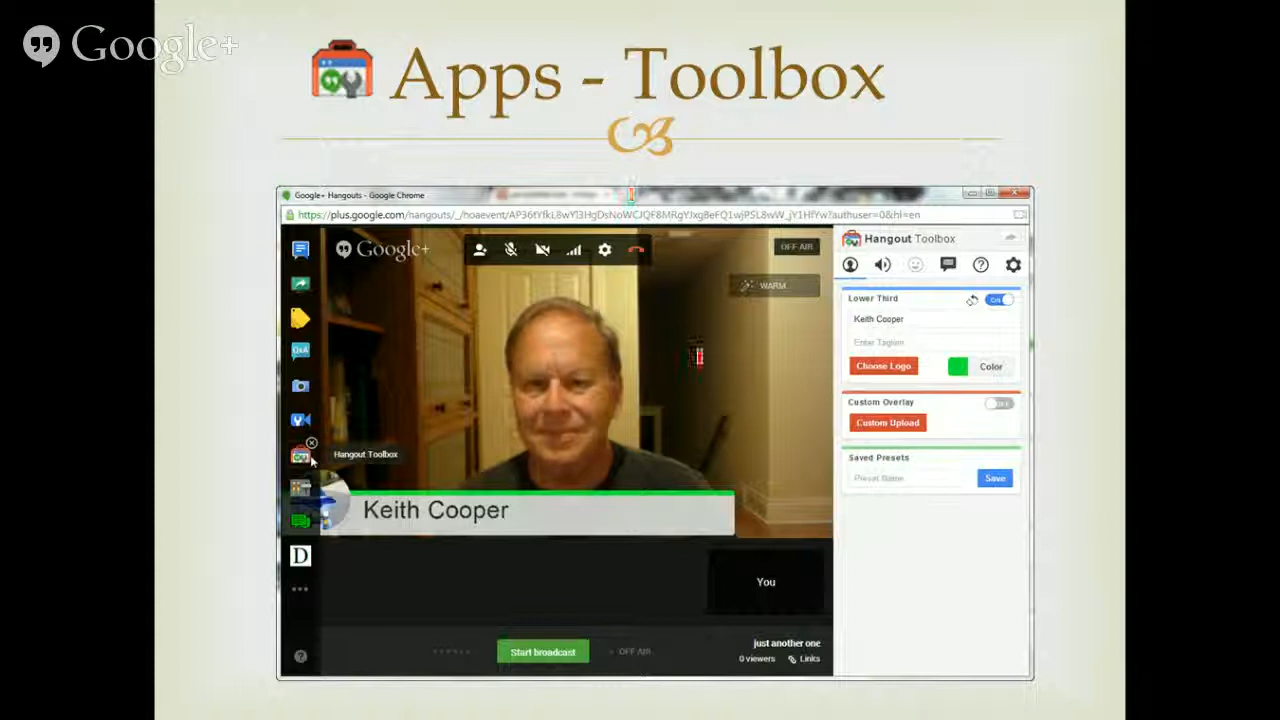 Google+
Apps - Toolbox
Google+ Hangouts - Google Chrome
Google+
OFF AIR
WARM
Q&A
Hangout Toolbox
Keith Cooper
D
You
Start broadcast
OFF AIR
just another one
0 viewers
Links
Hangout Toolbox
Lower Third
ON
Keith Cooper
Enter Tagline
Choose Logo
Color
Custom Overlay
OFF
Custom Upload
Saved Presets
Preset Name
Save